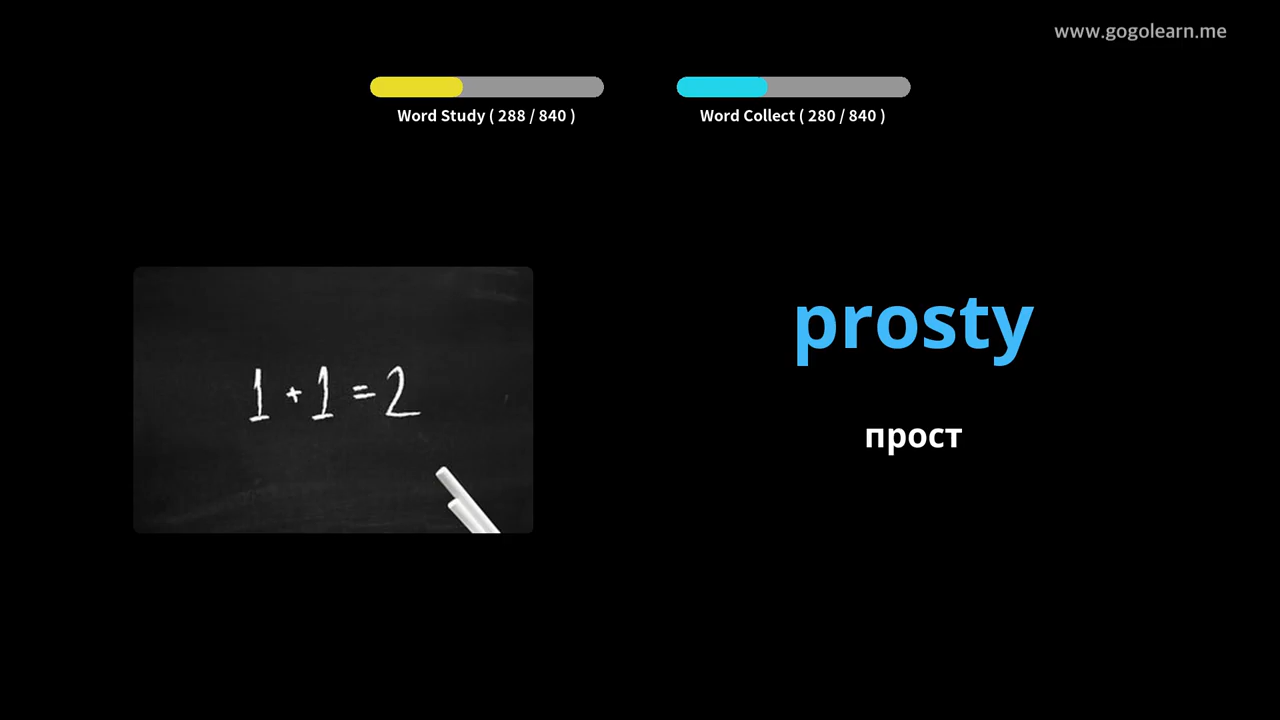 www.gogolearn.me
Word Study ( 288 / 840 )
Word Collect ( 280 / 840 )
1 + 1 = 2
prosty
прост